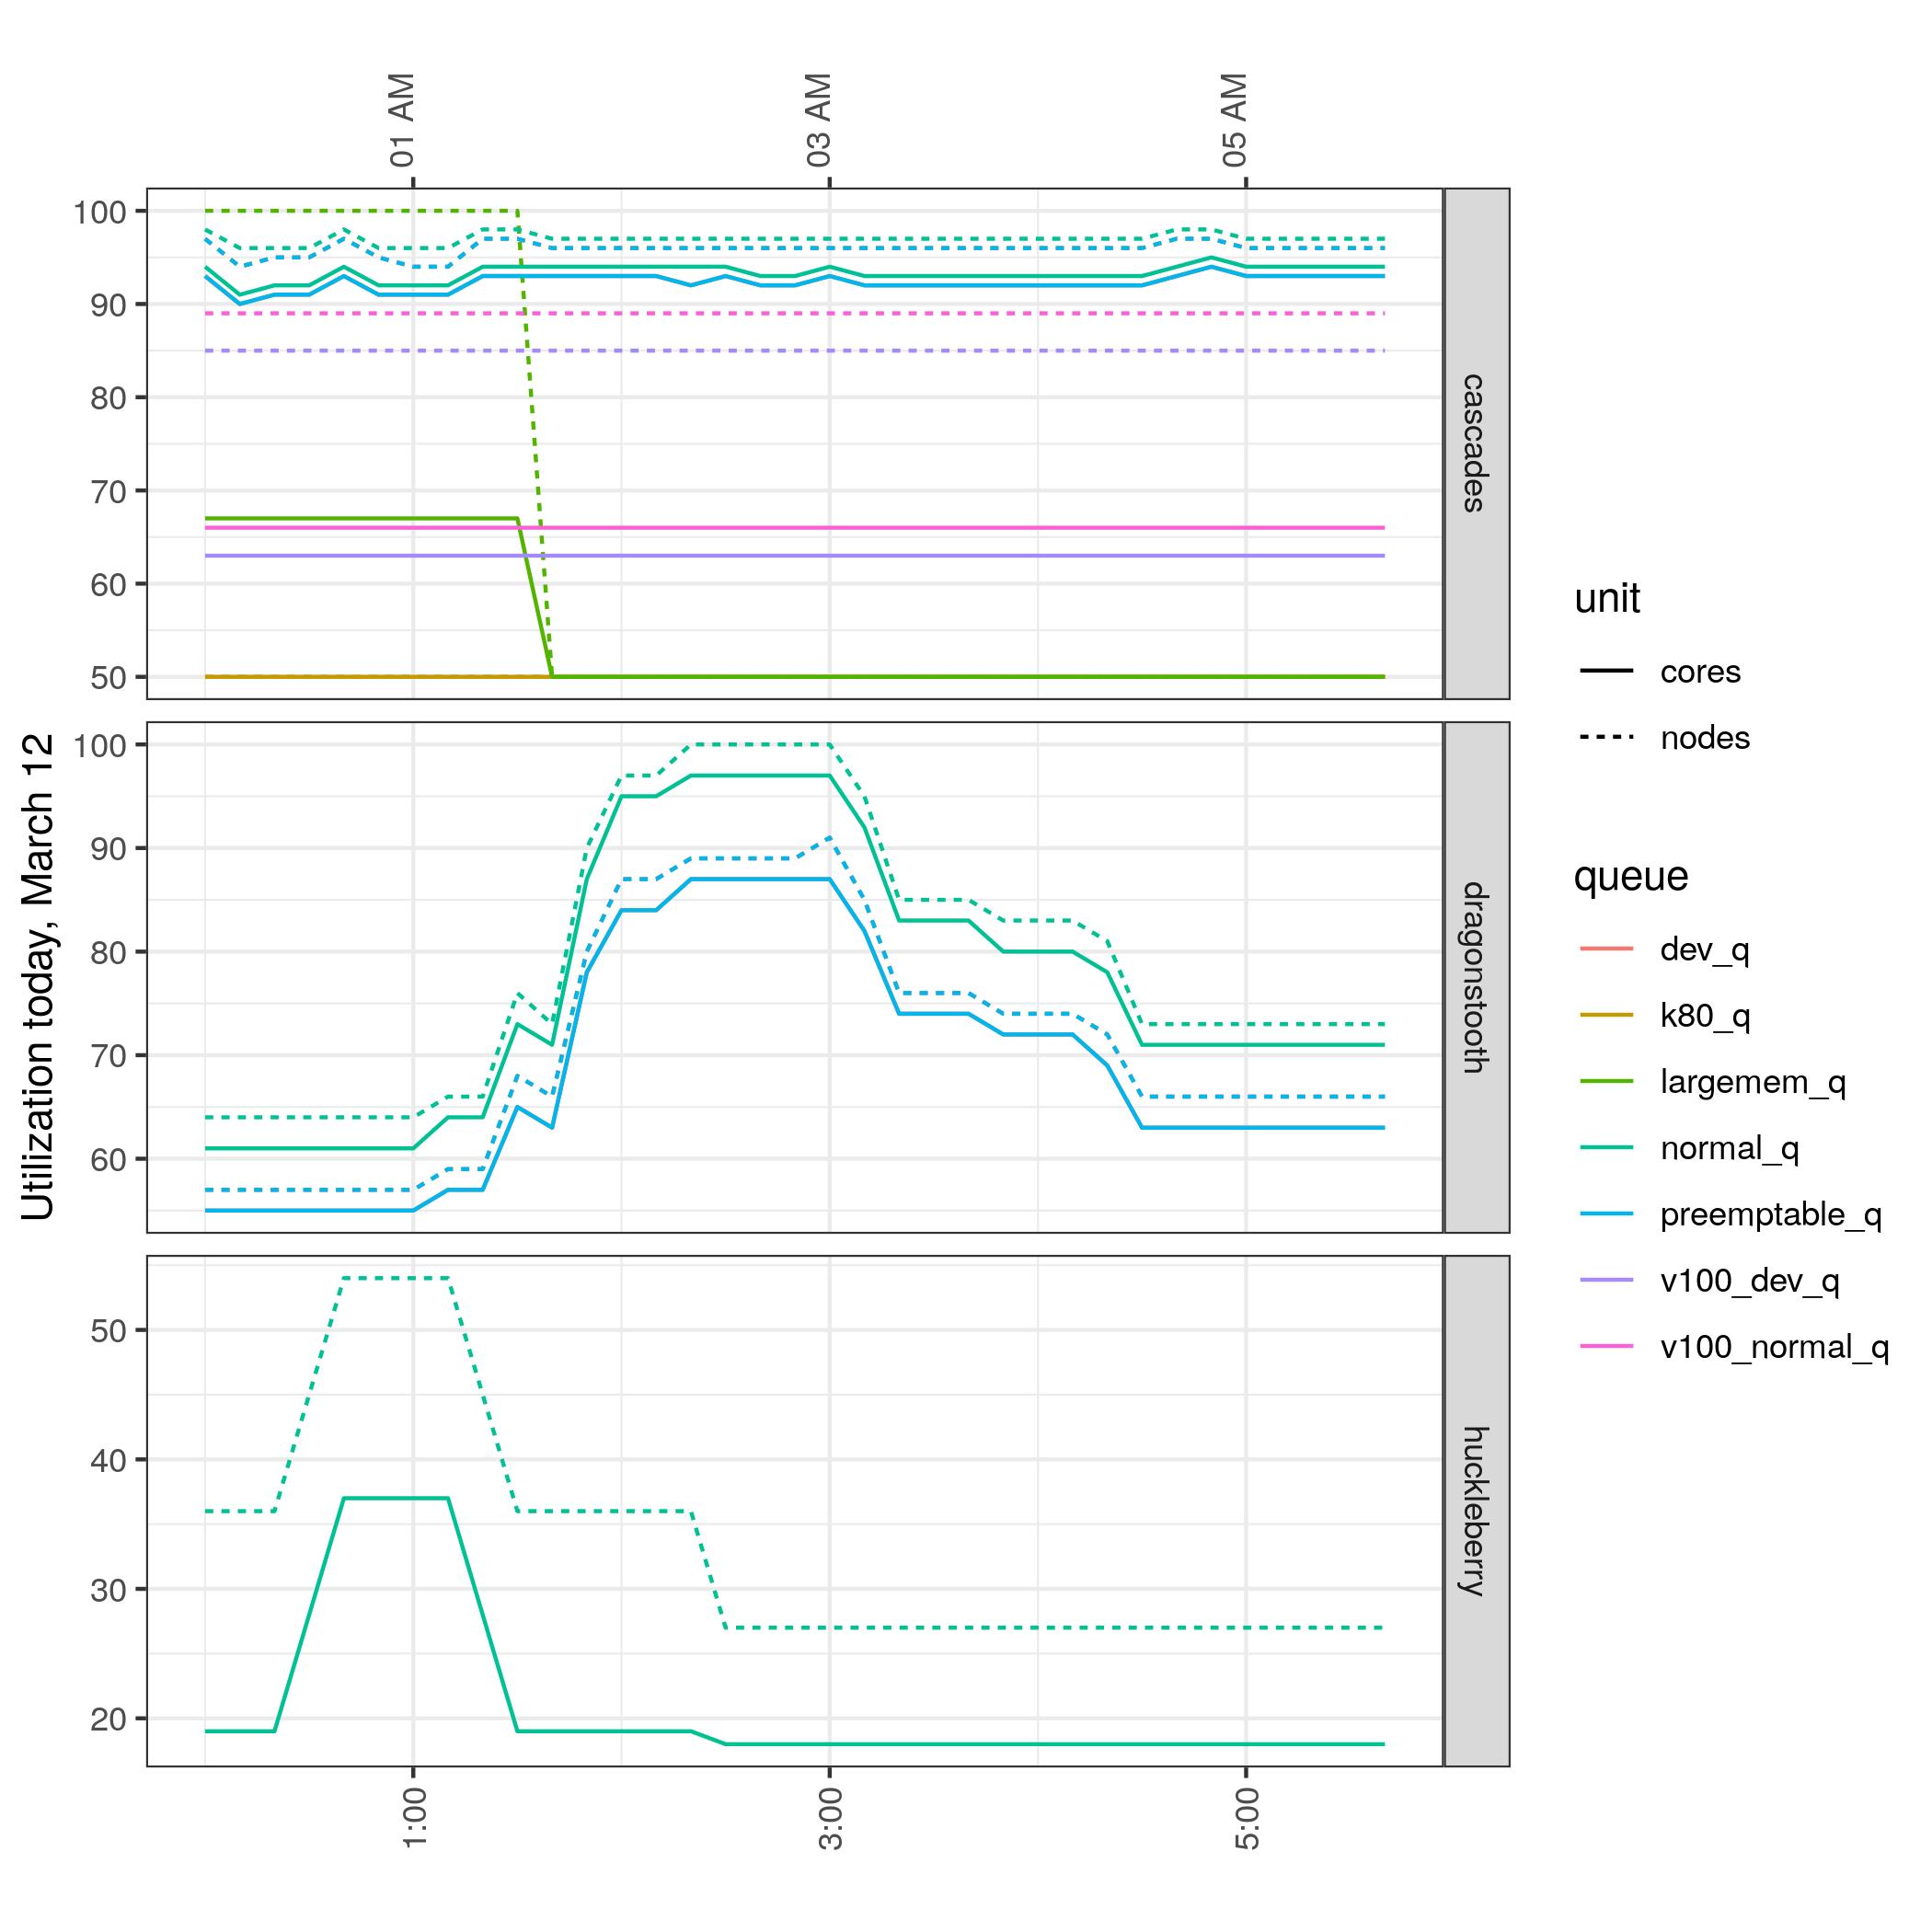 01 AM
03 AM
05 AM
Utilization today, March 12
100
90
80
70
60
50
cascades
100
90
80
70
60
dragonstooth
50
40
30
20
huckleberry
1:00
3:00
5:00
unit
cores
nodes
queue
dev_q
k80_q
largemem_q
normal_q
preemptable_q
v100_dev_q
v100_normal_q